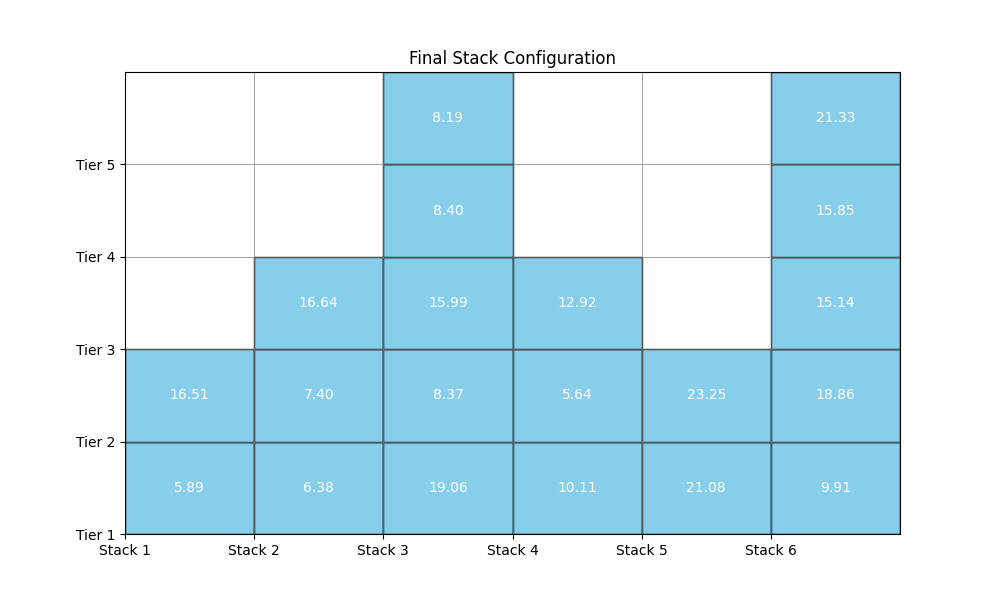 Final Stack Configuration
8.19 21.33
Tier 5
8.40 15.85
Tier 4
16.64 15.99 12.92 15.14
Tier 3
16.51 7.40 8.37 5.64 23.25 18.86
Tier 2
5.89 6.38 19.06 10.11 21.08 9.91
Tier 1
Stack 1 Stack 2 Stack 3 Stack 4 Stack 5 Stack 6